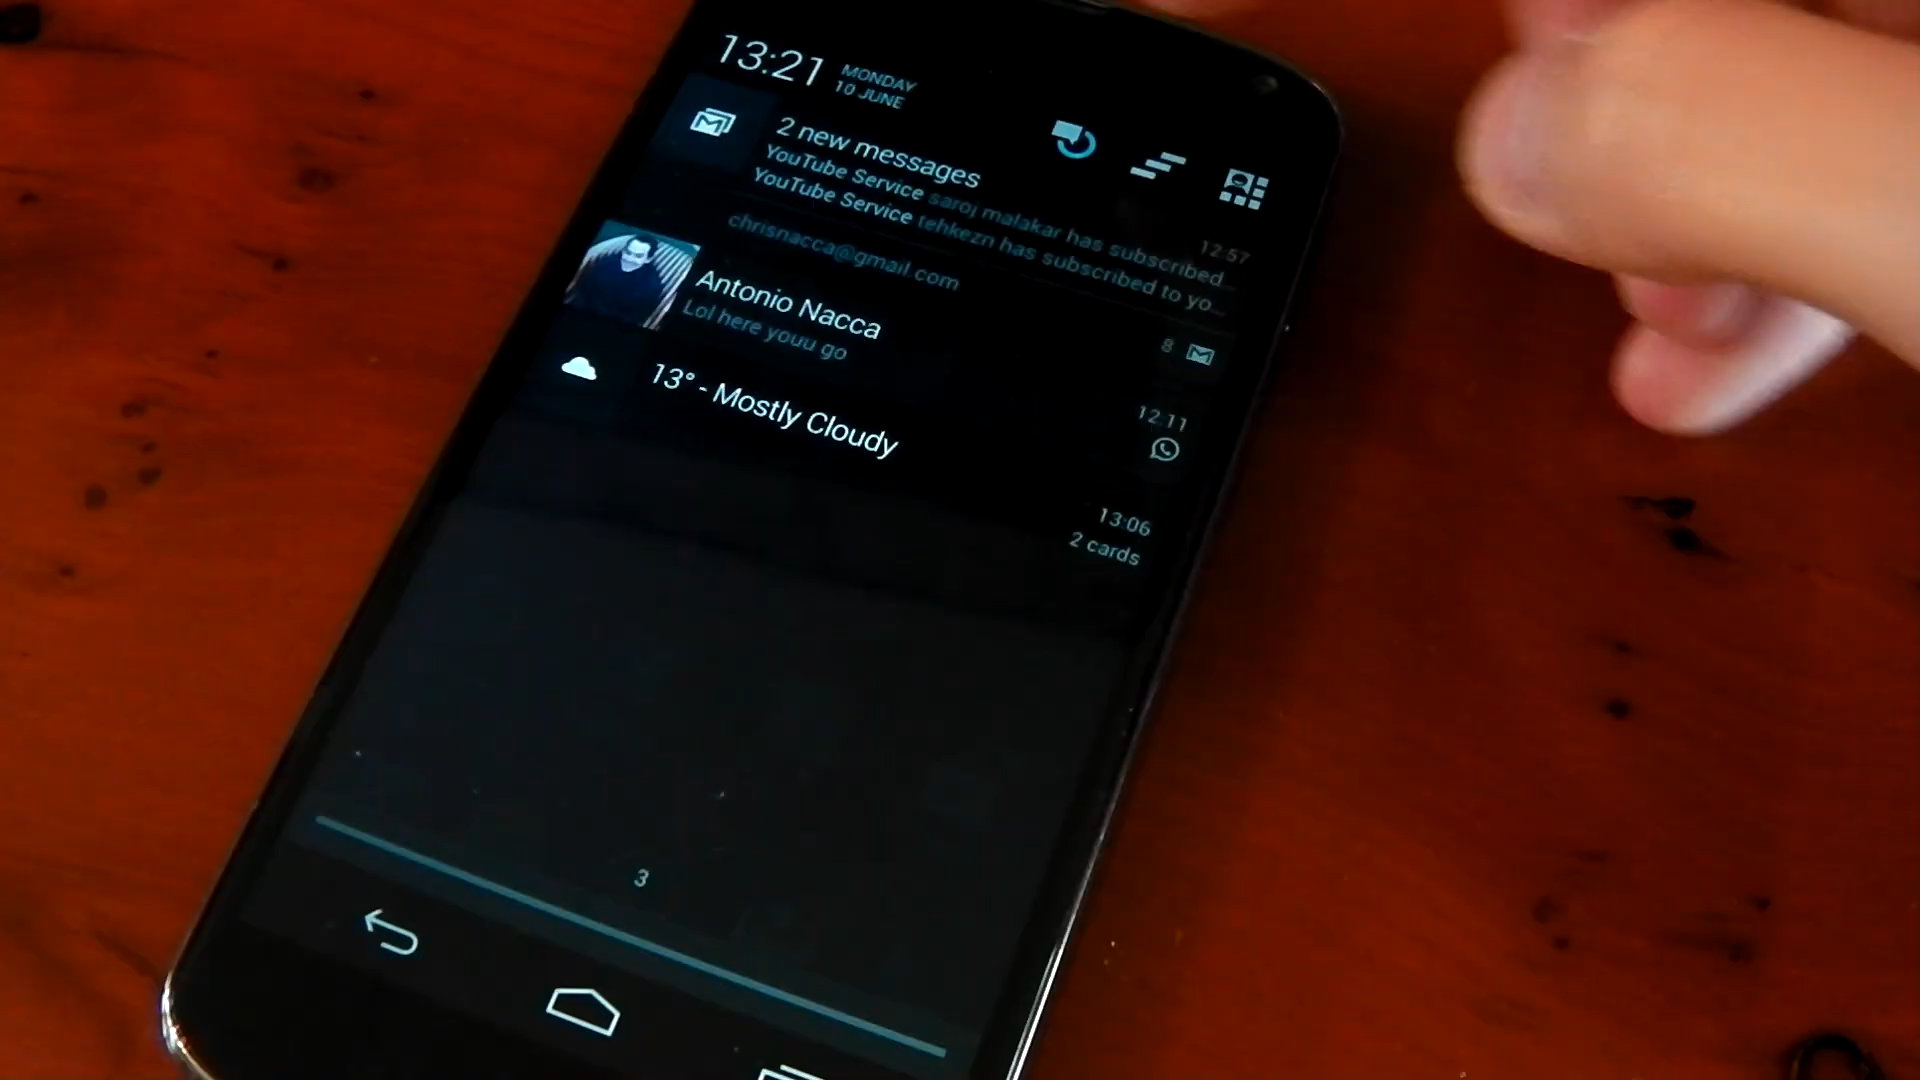 13:21
MONDAY
10 JUNE
2 new messages
12:57
YouTube Service saroj malakar has subscribed...
YouTube Service tehkezn has subscribed to yo...
chrisnacca@gmail.com
8
Antonio Nacca
12:11
Lol here youu go
13° - Mostly Cloudy
13:06
2 cards
3